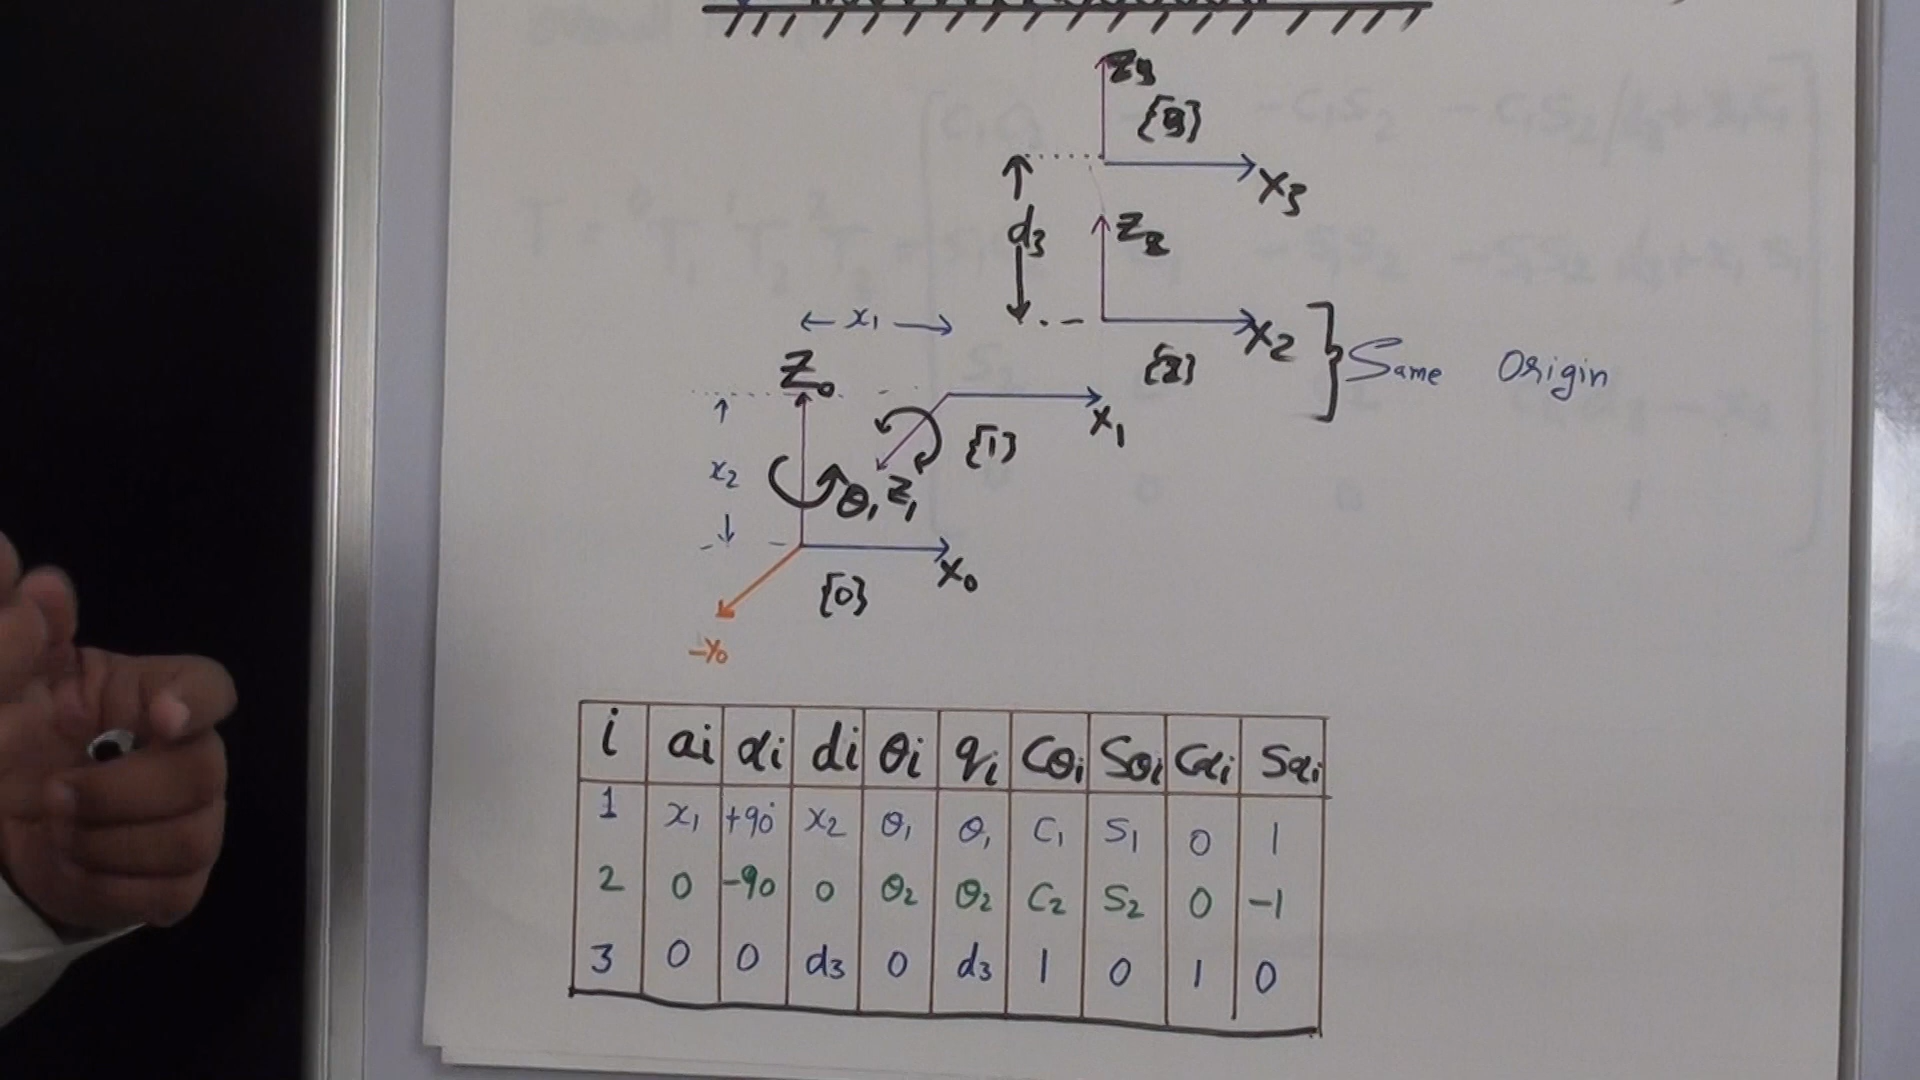 Z3
{3}
X3
d3
Z2
x1
X2
{2}
Same Origin
Z0
X1
{1}
x2
θ1 Z1
X0
{0}
-Y0
i ai αi di θi qi Cθi Sθi Cαi Sαi
1 x1 +90° x2 θ1 θ1 C1 S1 0 1
2 0 -90 0 θ2 θ2 C2 S2 0 -1
3 0 0 d3 0 d3 1 0 1 0